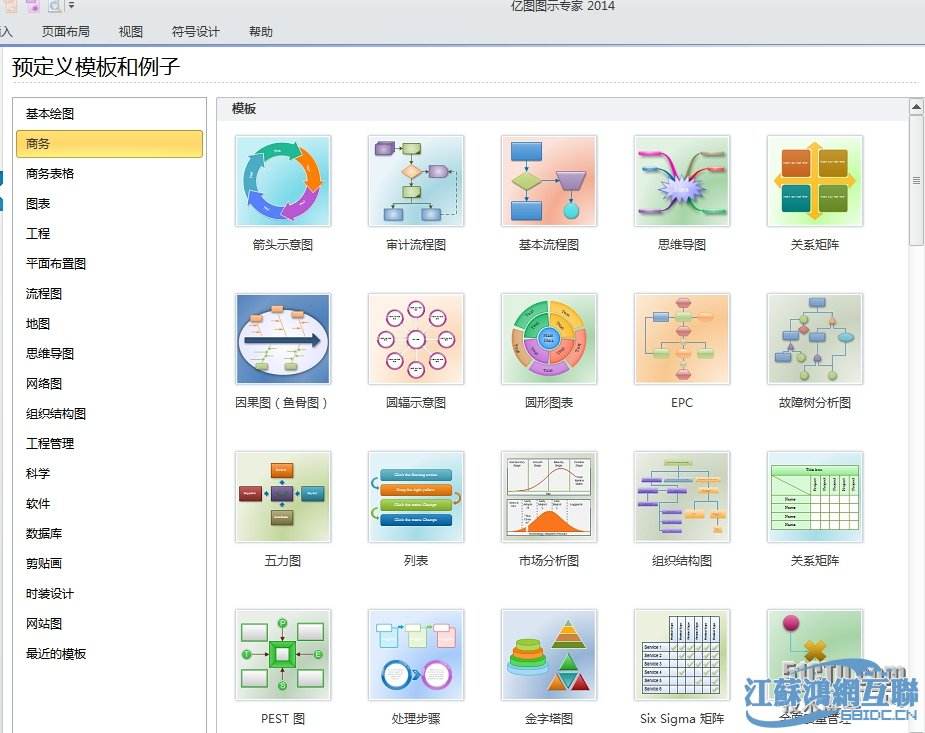 亿图图示专家 2014
入 页面布局 视图 符号设计 帮助
预定义模板和例子
基本绘图
商务
商务表格
图表
工程
平面布置图
流程图
地图
思维导图
网络图
组织结构图
工程管理
科学
软件
数据库
剪贴画
时装设计
网站图
最近的模板
模板
箭头示意图 审计流程图 基本流程图 思维导图 关系矩阵
因果图（鱼骨图） 圆辐示意图 圆形图表 EPC 故障树分析图
五力图 列表 市场分析图 组织结构图 关系矩阵
PEST 图 处理步骤 金字塔图 Six Sigma 矩阵
江蘇鴻網互聯
68IDC.CN